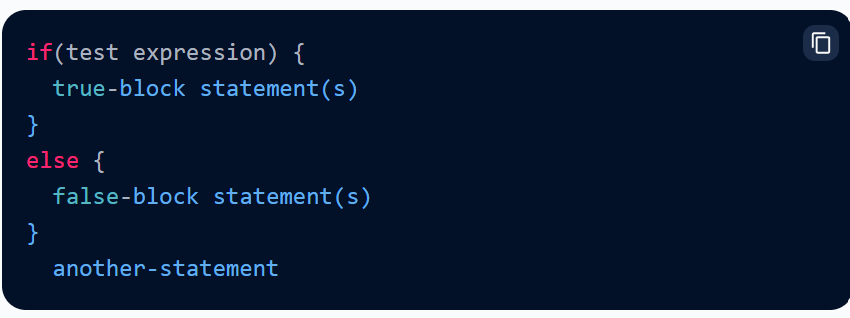 if(test expression) {
true-block statement(s)
}
else {
false-block statement(s)
}
another-statement